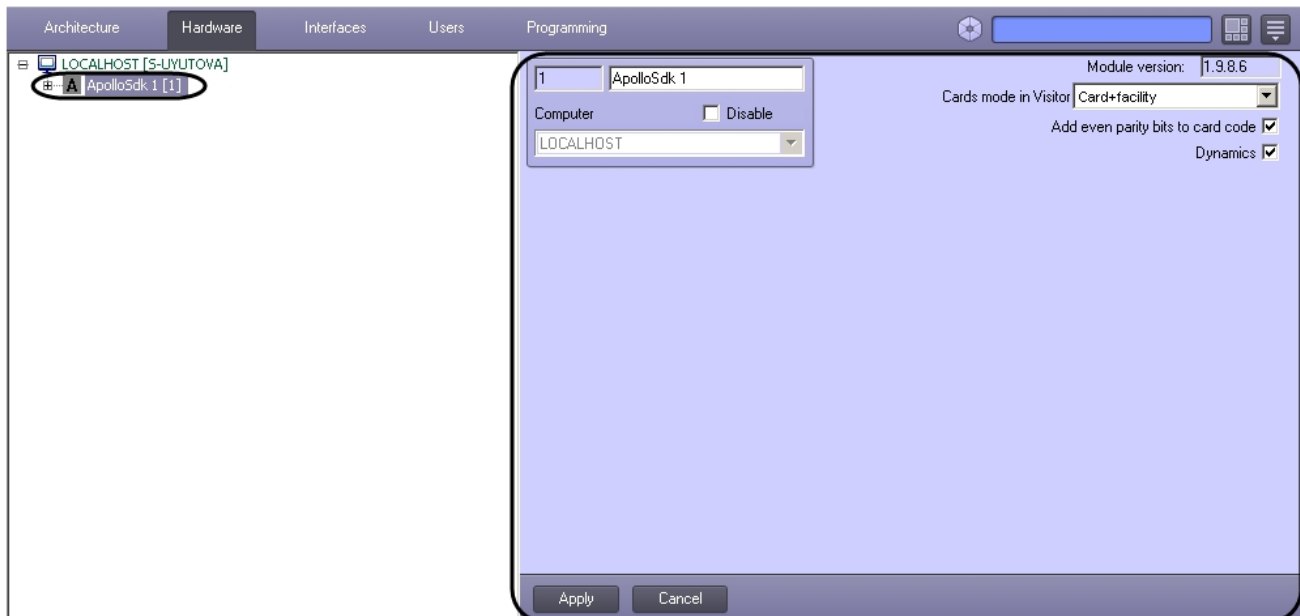 Architecture Hardware Interfaces Users Programming
LOCALHOST [S-UYUTOVA]
A ApolloSdk 1 [1]
1 ApolloSdk 1
Computer Disable
LOCALHOST
Module version: 1.9.8.6
Cards mode in Visitor Card+facility
Add even parity bits to card code
Dynamics
Apply Cancel